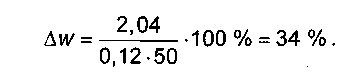 Δw = 2,04 / 0,12·50 · 100 % = 34 % .